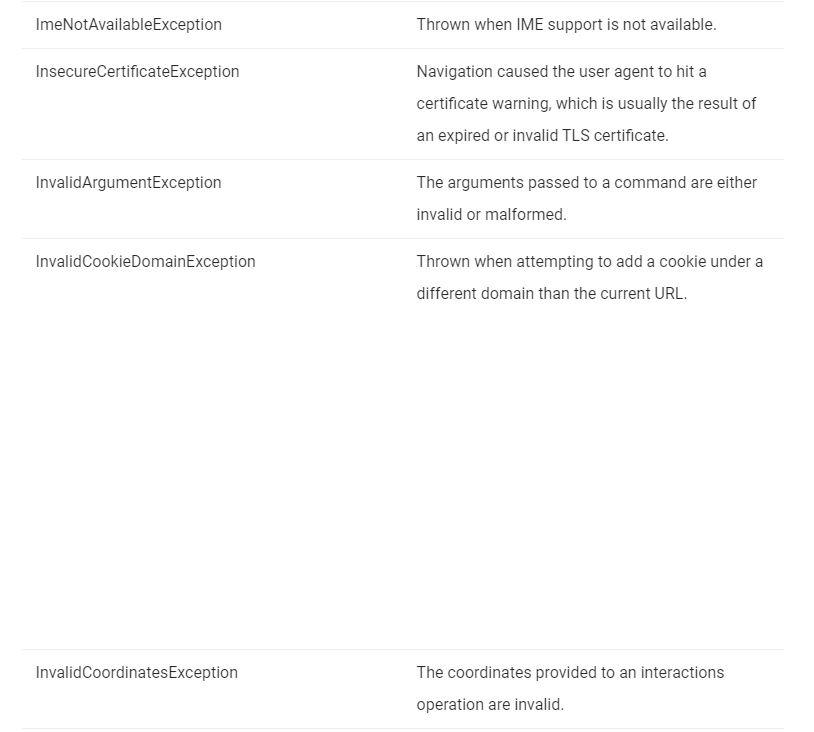 ImeNotAvailableException
Thrown when IME support is not available.
InsecureCertificateException
Navigation caused the user agent to hit a
certificate warning, which is usually the result of
an expired or invalid TLS certificate.
InvalidArgumentException
The arguments passed to a command are either
invalid or malformed.
InvalidCookieDomainException
Thrown when attempting to add a cookie under a
different domain than the current URL.
InvalidCoordinatesException
The coordinates provided to an interactions
operation are invalid.